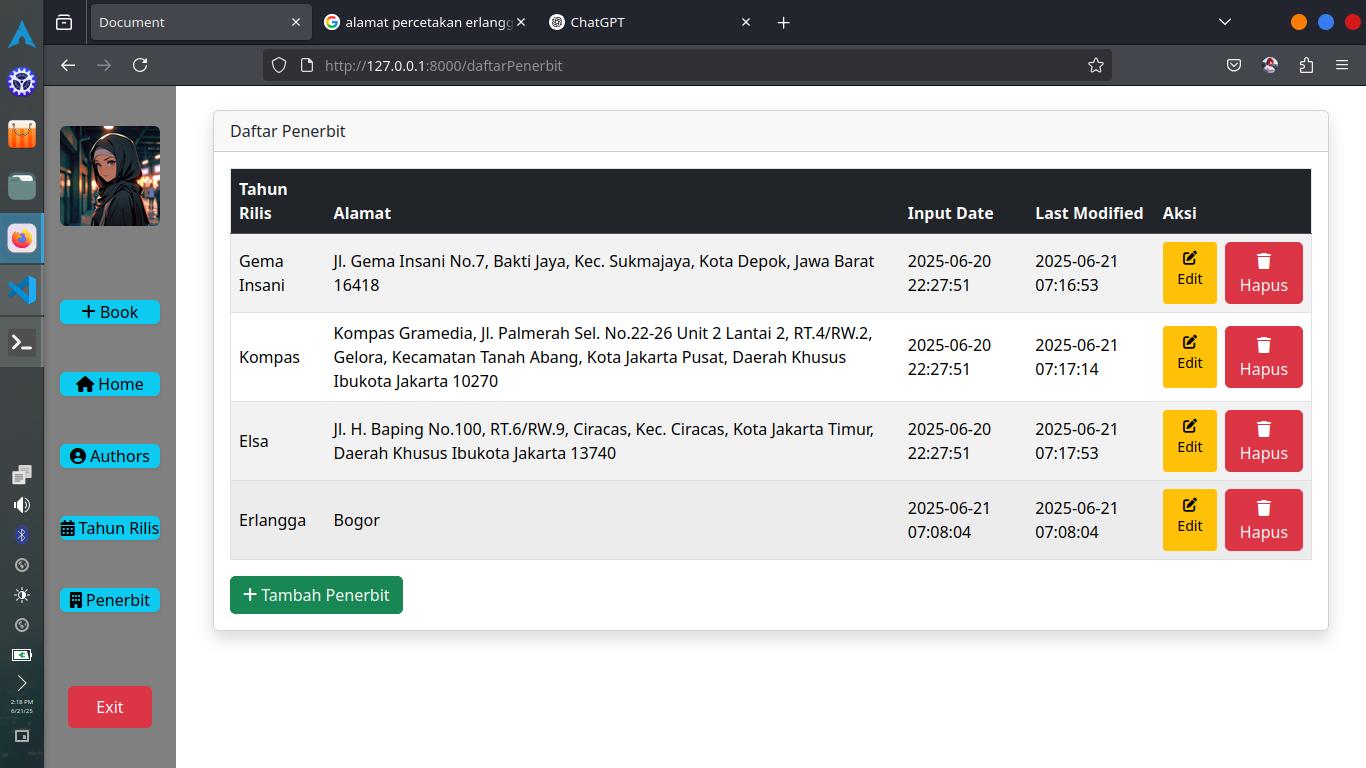 Document
alamat percetakan erlangg
ChatGPT
http://127.0.0.1:8000/daftarPenerbit
Book
Home
Authors
Tahun Rilis
Penerbit
Exit
2:18 PM
6/21/25
Daftar Penerbit
Tahun
Rilis
Alamat
Input Date
Last Modified
Aksi
Gema
Insani
Jl. Gema Insani No.7, Bakti Jaya, Kec. Sukmajaya, Kota Depok, Jawa Barat
16418
2025-06-20
22:27:51
2025-06-21
07:16:53
Edit
Hapus
Kompas
Kompas Gramedia, Jl. Palmerah Sel. No.22-26 Unit 2 Lantai 2, RT.4/RW.2,
Gelora, Kecamatan Tanah Abang, Kota Jakarta Pusat, Daerah Khusus
Ibukota Jakarta 10270
2025-06-20
22:27:51
2025-06-21
07:17:14
Edit
Hapus
Elsa
Jl. H. Baping No.100, RT.6/RW.9, Ciracas, Kec. Ciracas, Kota Jakarta Timur,
Daerah Khusus Ibukota Jakarta 13740
2025-06-20
22:27:51
2025-06-21
07:17:53
Edit
Hapus
Erlangga
Bogor
2025-06-21
07:08:04
2025-06-21
07:08:04
Edit
Hapus
Tambah Penerbit